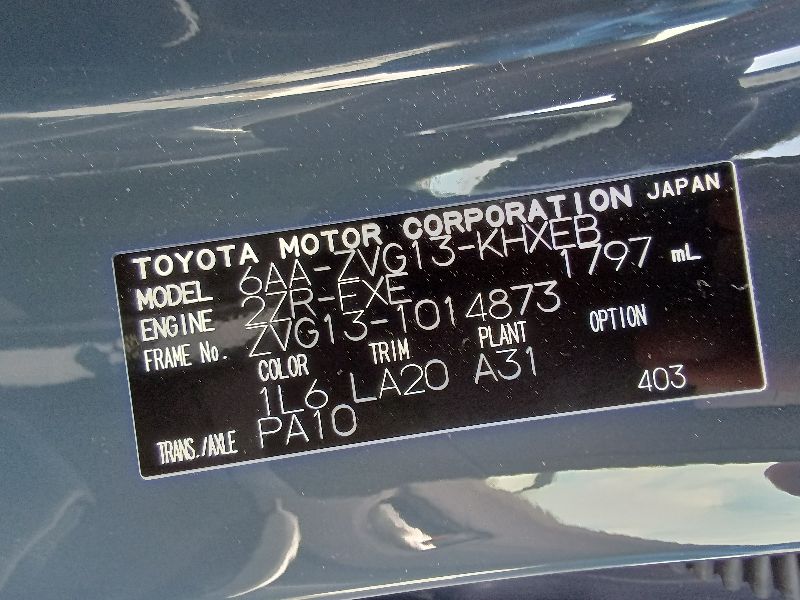 TOYOTA MOTOR CORPORATION JAPAN
MODEL 6AA-ZVG13-KHXEB
ENGINE 2ZR-FXE 1797 mL
FRAME No. ZVG13-1014873
COLOR TRIM PLANT OPTION
1L6 LA20 A31
TRANS./AXLE PA10 403